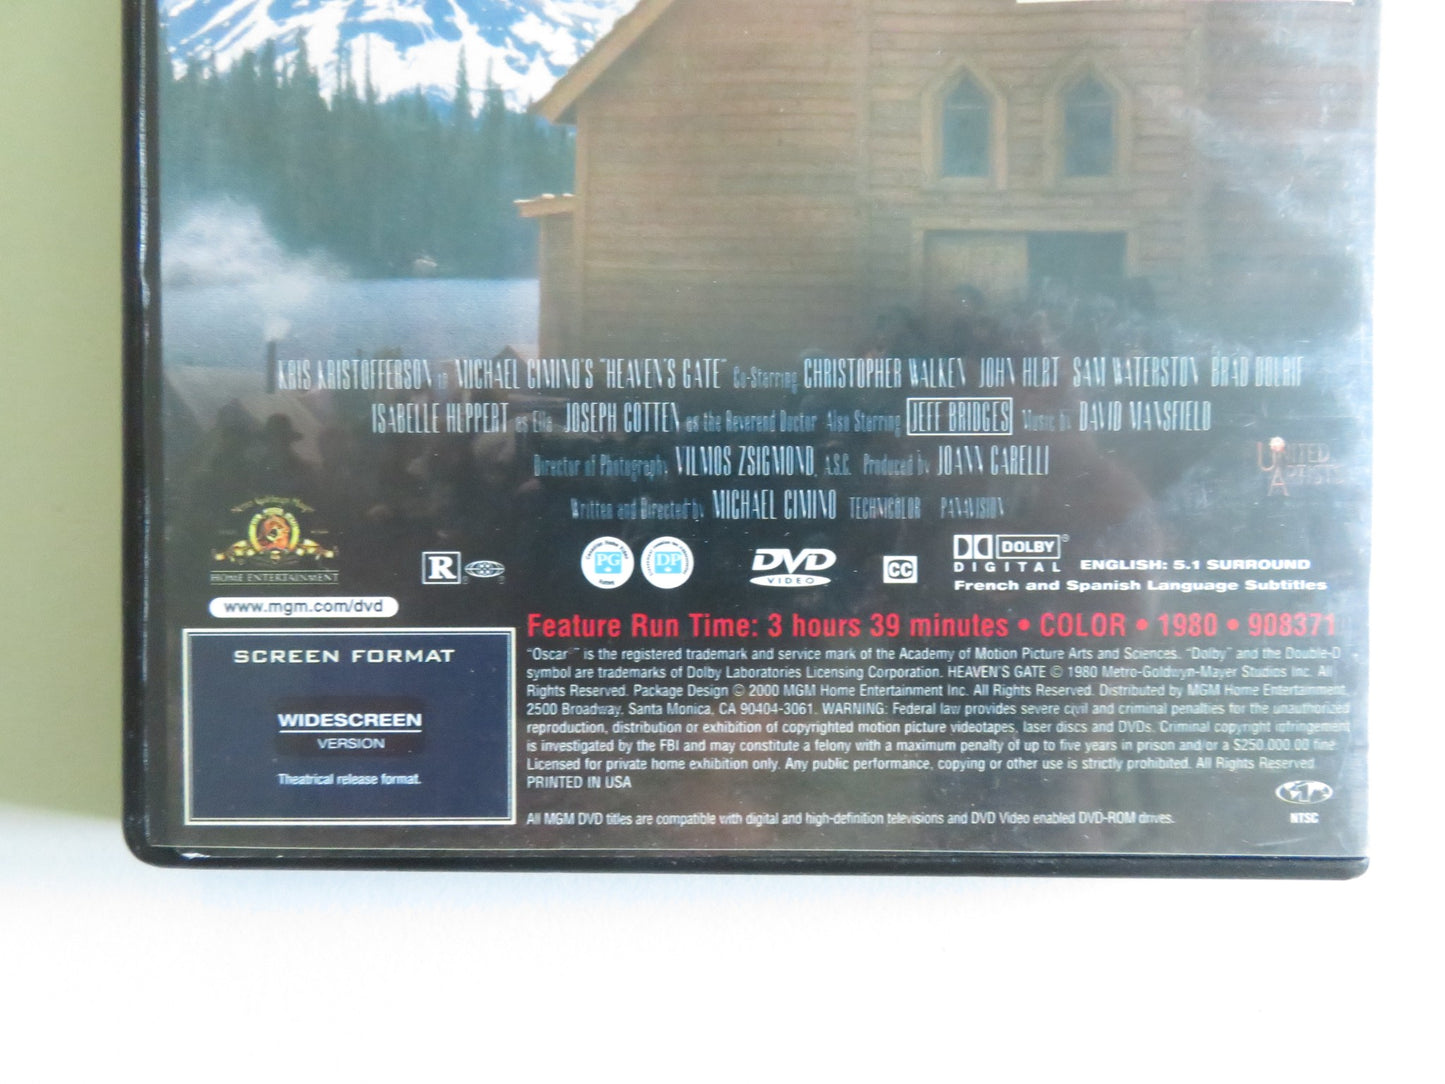 KRIS KRISTOFFERSON in MICHAEL CIMINO'S "HEAVEN'S GATE" Co-Starring CHRISTOPHER WALKEN JOHN HURT SAM WATERSTON BRAD DOURIF
ISABELLE HUPPERT as Ella JOSEPH COTTEN as the Reverend Doctor Also Starring JEFF BRIDGES Music by DAVID MANSFIELD
Director of Photography VILMOS ZSIGMOND, A.S.C. Produced by JOANN CARELLI
UNITED ARTISTS
Written and Directed by MICHAEL CIMINO TECHNICOLOR PANAVISION
HOME ENTERTAINMENT
R
PG
DP
DVD VIDEO
CC
DOLBY DIGITAL
ENGLISH: 5.1 SURROUND
French and Spanish Language Subtitles
www.mgm.com/dvd
SCREEN FORMAT
WIDESCREEN
VERSION
Theatrical release format.
Feature Run Time: 3 hours 39 minutes • COLOR • 1980 • 908371
"Oscar®" is the registered trademark and service mark of the Academy of Motion Picture Arts and Sciences. "Dolby" and the Double-D
symbol are trademarks of Dolby Laboratories Licensing Corporation. HEAVEN'S GATE © 1980 Metro-Goldwyn-Mayer Studios Inc. All
Rights Reserved. Package Design © 2000 MGM Home Entertainment Inc. All Rights Reserved. Distributed by MGM Home Entertainment,
2500 Broadway, Santa Monica, CA 90404-3061. WARNING: Federal law provides severe civil and criminal penalties for the unauthorized
reproduction, distribution or exhibition of copyrighted motion picture videotapes, laser discs and DVDs. Criminal copyright infringement
is investigated by the FBI and may constitute a felony with a maximum penalty of up to five years in prison and/or a $250,000.00 fine.
Licensed for private home exhibition only. Any public performance, copying or other use is strictly prohibited. All Rights Reserved.
PRINTED IN USA
All MGM DVD titles are compatible with digital and high-definition televisions and DVD Video enabled DVD-ROM drives.
1
NTSC